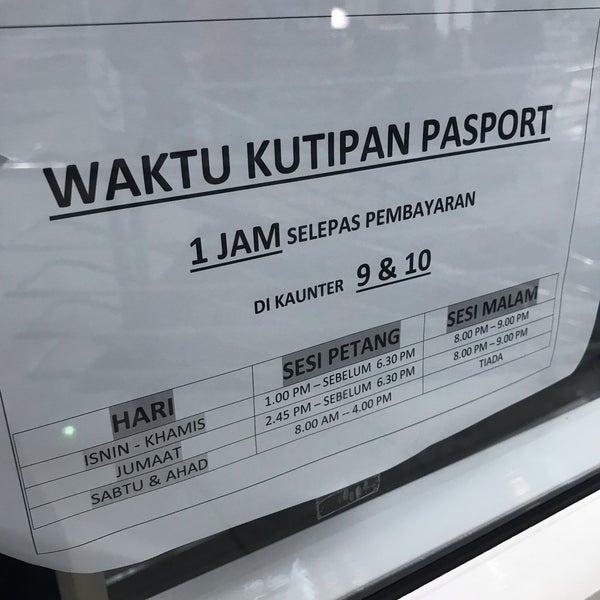 WAKTU KUTIPAN PASPORT
1 JAM SELEPAS PEMBAYARAN
DI KAUNTER 9 & 10
HARI SESI PETANG SESI MALAM
ISNIN - KHAMIS 1.00 PM – SEBELUM 6.30 PM 8.00 PM – 9.00 PM
JUMAAT 2.45 PM – SEBELUM 6.30 PM 8.00 PM – 9.00 PM
SABTU & AHAD 8.00 AM -- 4.00 PM TIADA